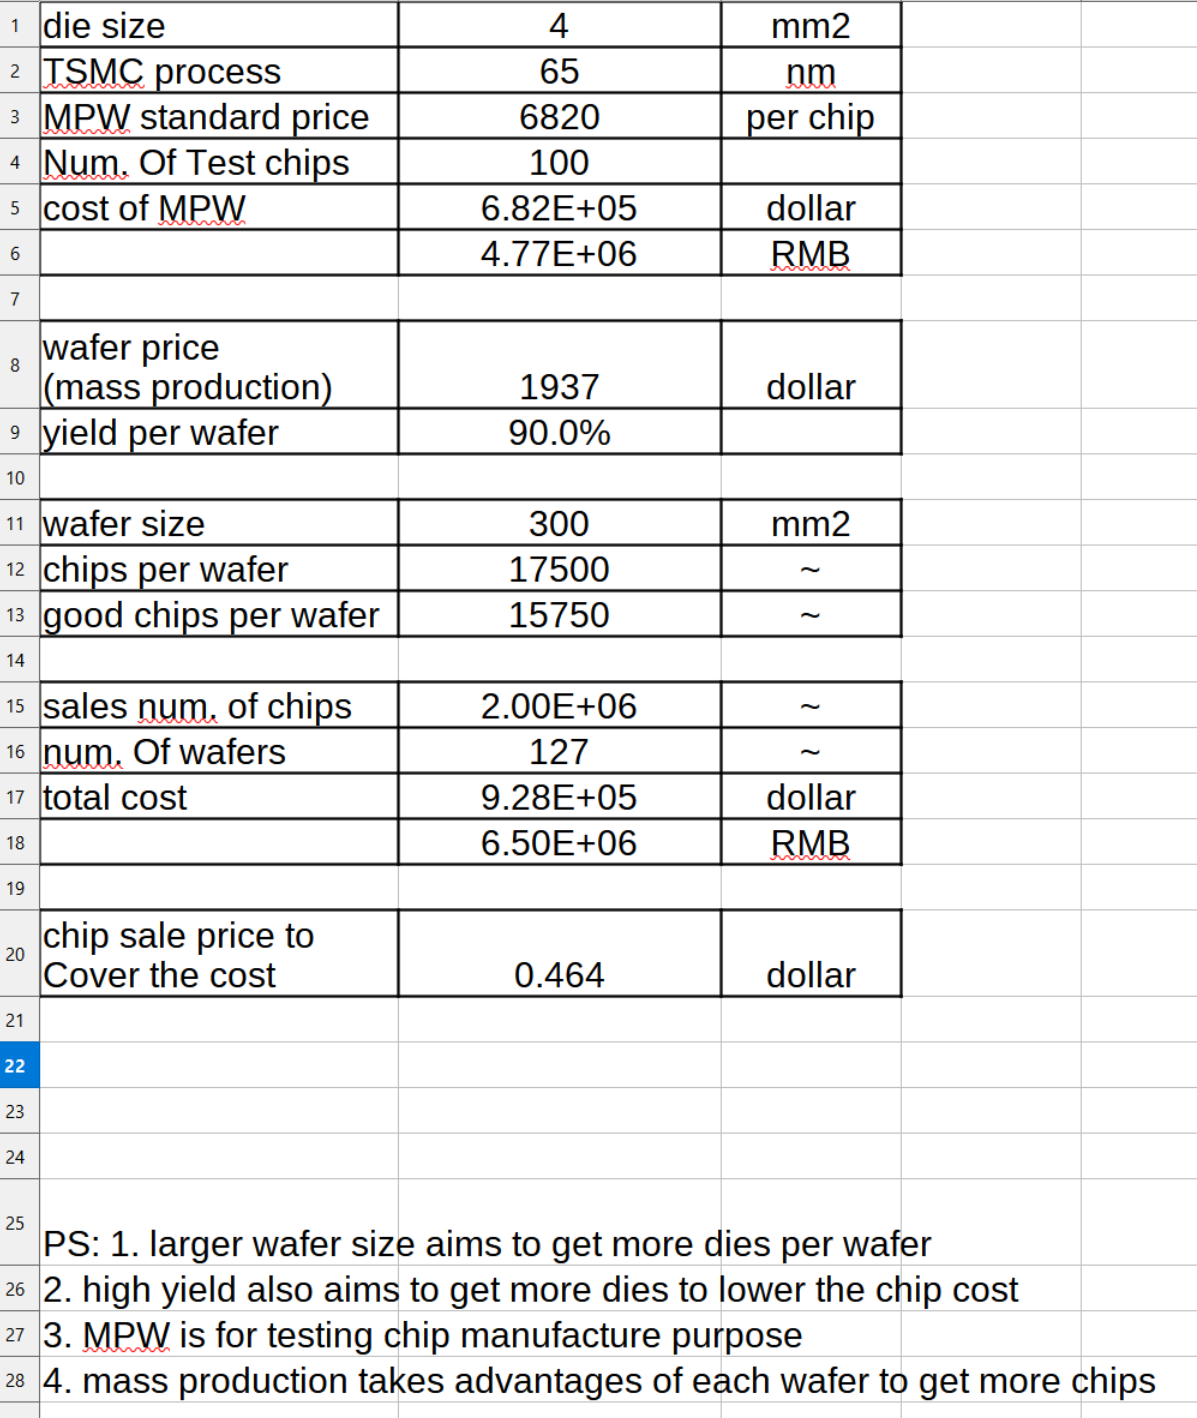 1 die size 4 mm2
2 TSMC process 65 nm
3 MPW standard price 6820 per chip
4 Num. Of Test chips 100
5 cost of MPW 6.82E+05 dollar
6 4.77E+06 RMB
7
8 wafer price
(mass production) 1937 dollar
9 yield per wafer 90.0%
10
11 wafer size 300 mm2
12 chips per wafer 17500 ~
13 good chips per wafer 15750 ~
14
15 sales num. of chips 2.00E+06 ~
16 num. Of wafers 127 ~
17 total cost 9.28E+05 dollar
18 6.50E+06 RMB
19
20 chip sale price to
Cover the cost 0.464 dollar
21
22
23
24
25 PS: 1. larger wafer size aims to get more dies per wafer
26 2. high yield also aims to get more dies to lower the chip cost
27 3. MPW is for testing chip manufacture purpose
28 4. mass production takes advantages of each wafer to get more chips